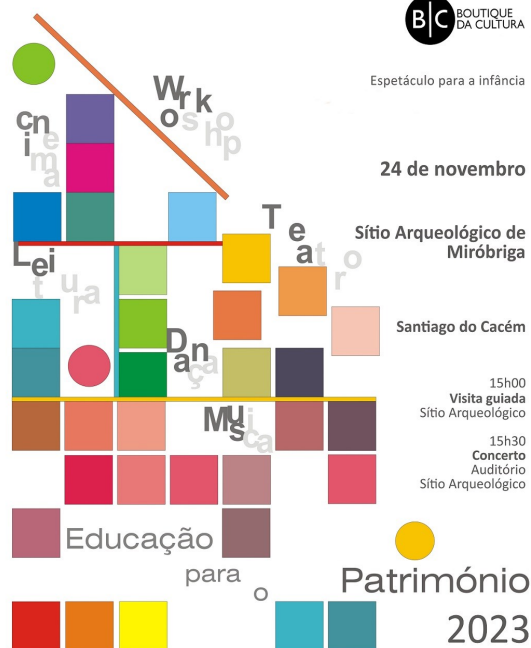 B|C BOUTIQUE
DA CULTURA
Espetáculo para a infância
Workshop
cinema
24 de novembro
Teatro
Sítio Arqueológico de
Miróbriga
Leitura
Santiago do Cacém
Dança
15h00
Visita guiada
Sítio Arqueológico
Música
15h30
Concerto
Auditório
Sítio Arqueológico
Educação
para
o
Património
2023